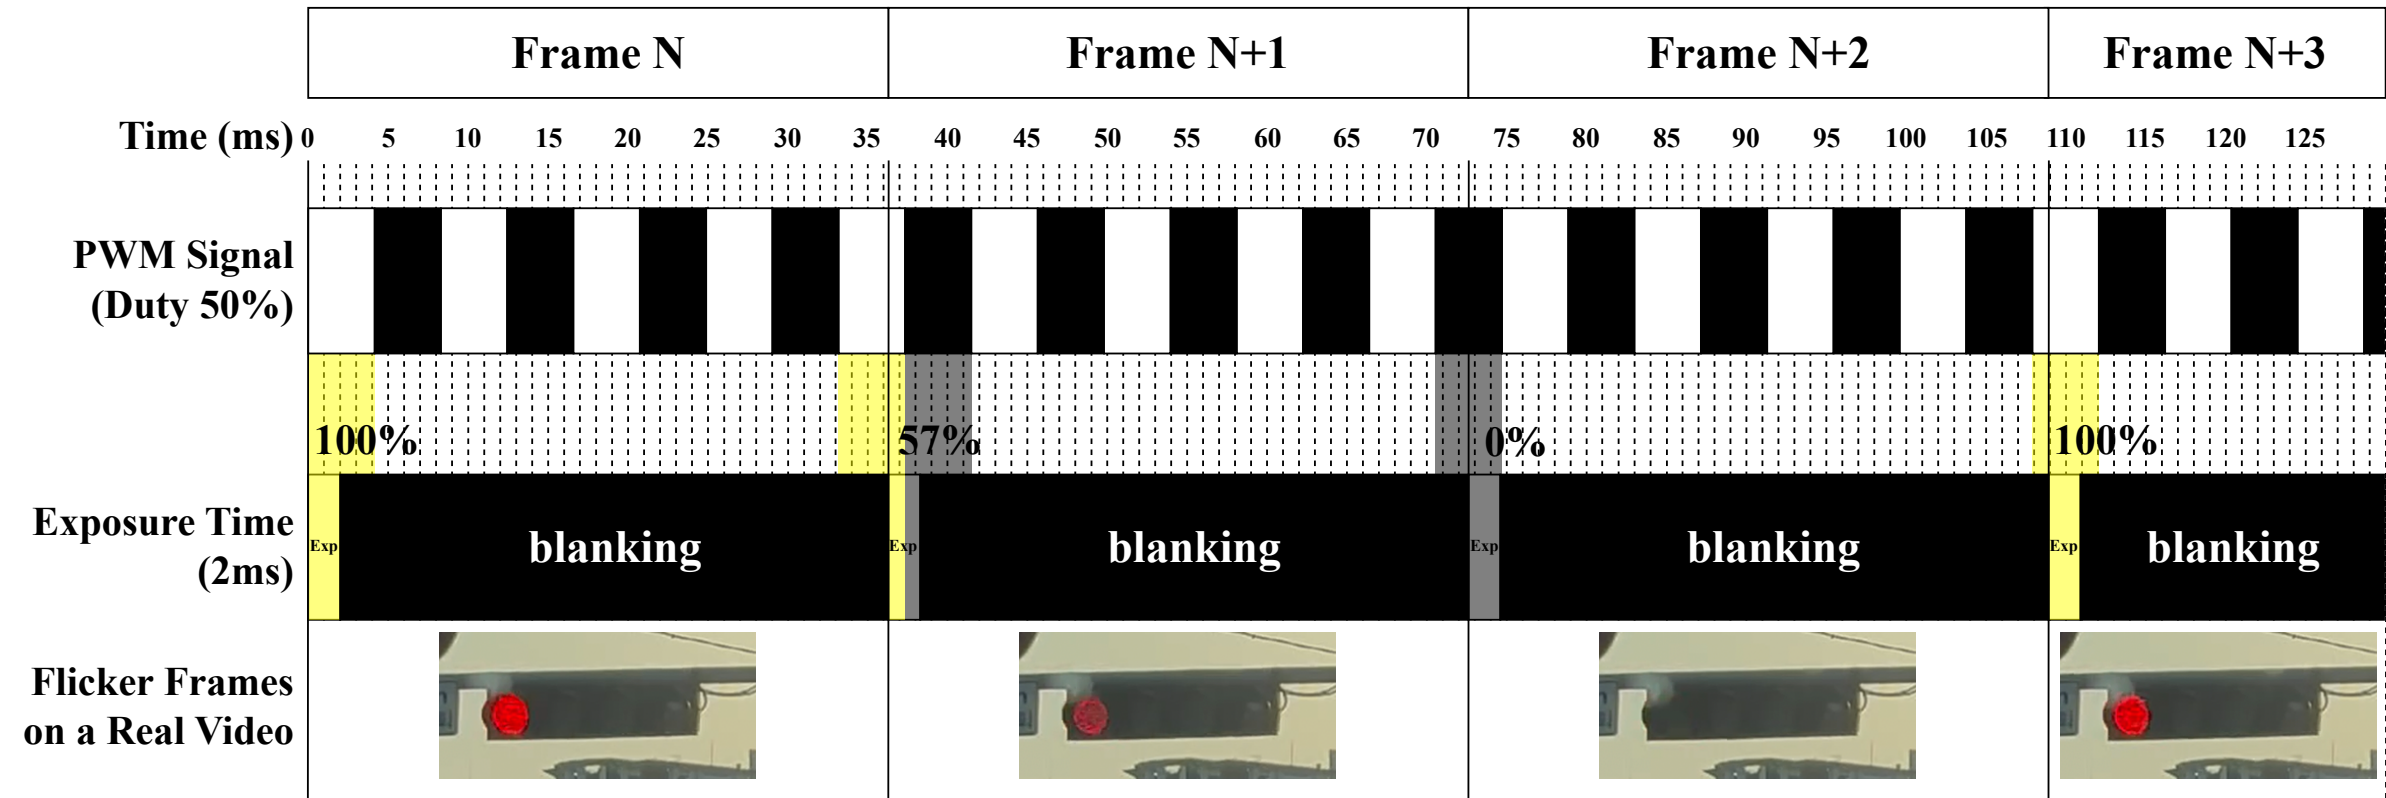 Frame N Frame N+1 Frame N+2 Frame N+3
Time (ms) 0 5 10 15 20 25 30 35 40 45 50 55 60 65 70 75 80 85 90 95 100 105 110 115 120 125
PWM Signal
(Duty 50%)
100% 57% 0% 100%
Exposure Time
(2ms)
Exp blanking Exp blanking Exp blanking Exp blanking
Flicker Frames
on a Real Video